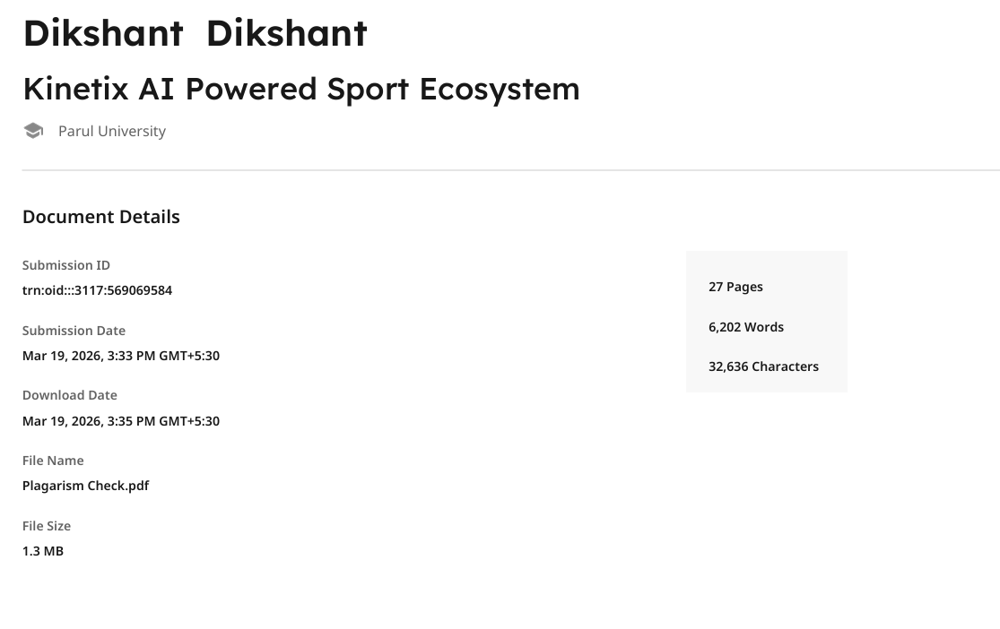 Dikshant Dikshant
Kinetix AI Powered Sport Ecosystem
Parul University
Document Details
Submission ID
trn:oid:::3117:569069584
Submission Date
Mar 19, 2026, 3:33 PM GMT+5:30
Download Date
Mar 19, 2026, 3:35 PM GMT+5:30
File Name
Plagarism Check.pdf
File Size
1.3 MB
27 Pages
6,202 Words
32,636 Characters